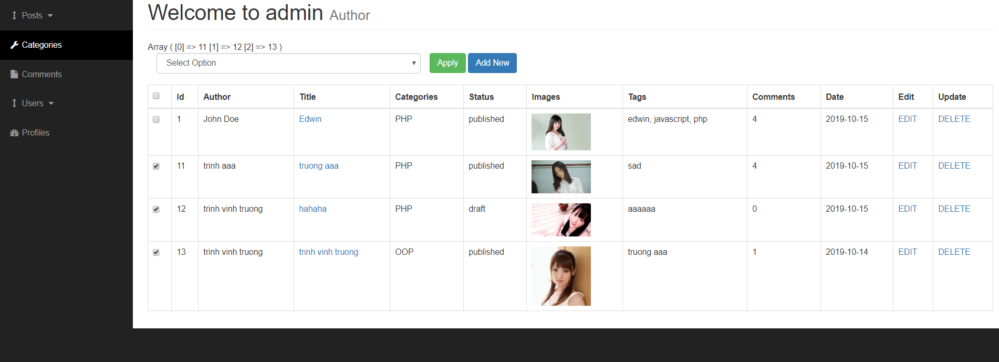 Posts
Categories
Comments
Users
Profiles
Welcome to admin Author
Array ( [0] => 11 [1] => 12 [2] => 13 )
Select Option Apply Add New
Id Author Title Categories Status Images Tags Comments Date Edit Update
1 John Doe Edwin PHP published edwin, javascript, php 4 2019-10-15 EDIT DELETE
11 trinh aaa truong aaa PHP published sad 4 2019-10-15 EDIT DELETE
12 trinh vinh truong hahaha PHP draft aaaaaa 0 2019-10-15 EDIT DELETE
13 trinh vinh truong trinh vinh truong OOP published truong aaa 1 2019-10-14 EDIT DELETE